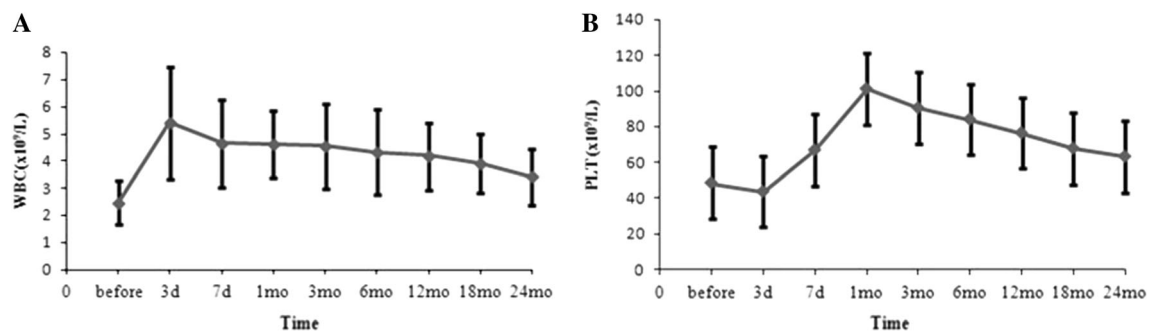 A
WBC(x10⁹/L)
8
7
6
5
4
3
2
1
0
0 before 3d 7d 1mo 3mo 6mo 12mo 18mo 24mo
Time
B
PLT(x10⁹/L)
140
120
100
80
60
40
20
0
0 before 3d 7d 1mo 3mo 6mo 12mo 18mo 24mo
Time